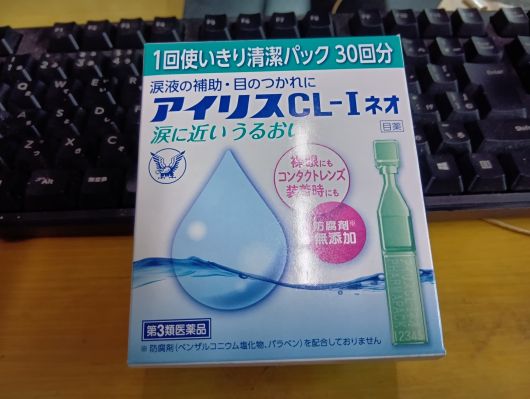 1回使いきり清潔パック 30回分
涙液の補助・目のつかれに
アイリスCL-Iネオ
涙に近い うるおい
目薬
裸眼にも
コンタクトレンズ
装着時にも
防腐剤※
無添加
第3類医薬品
※ 防腐剤(ベンザルコニウム塩化物、パラベン)を配合しておりません